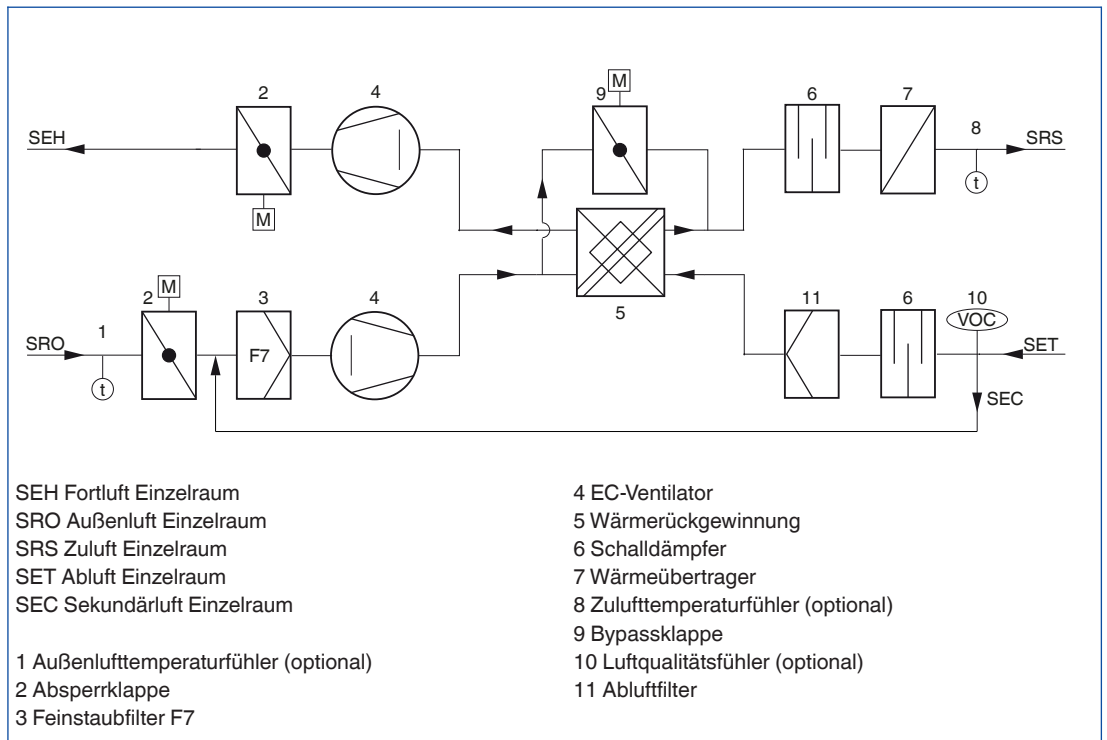 2
4
9
M
6
7
SEH
8
SRS
M
t
2
M
3
4
5
11
6
10
1
VOC
SRO
F7
SET
t
SEC
SEH Fortluft Einzelraum
SRO Außenluft Einzelraum
SRS Zuluft Einzelraum
SET Abluft Einzelraum
SEC Sekundärluft Einzelraum
1 Außenlufttemperaturfühler (optional)
2 Absperrklappe
3 Feinstaubfilter F7
4 EC-Ventilator
5 Wärmerückgewinnung
6 Schalldämpfer
7 Wärmeübertrager
8 Zulufttemperaturfühler (optional)
9 Bypassklappe
10 Luftqualitätsfühler (optional)
11 Abluftfilter